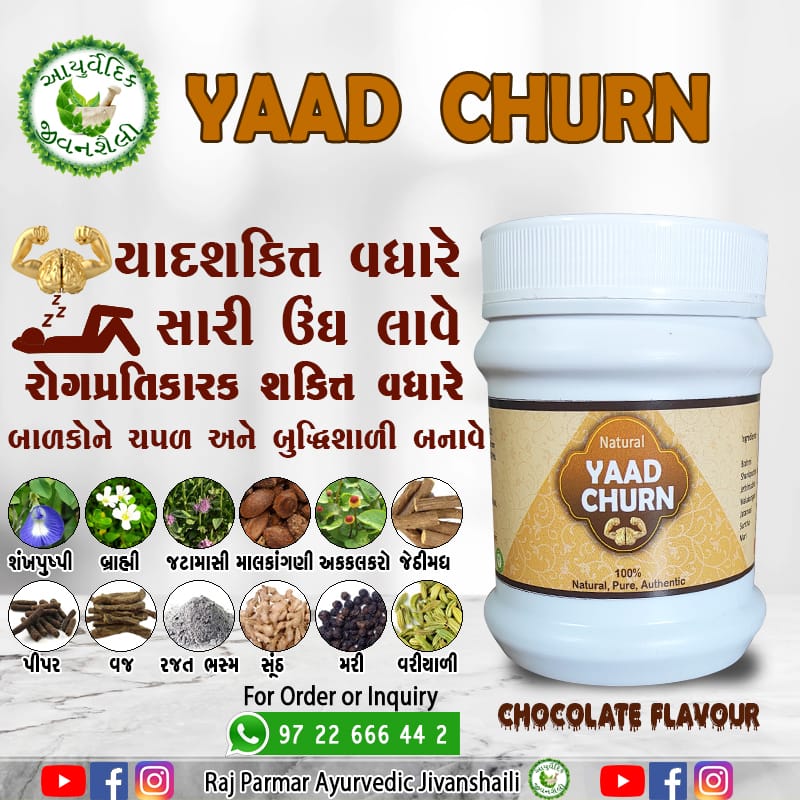 આયુર્વેદિક
જીવનશૈલી
YAAD CHURN
યાદશક્તિ વધારે
z z z
સારી ઉંઘ લાવે
રોગપ્રતિકારક શક્તિ વધારે
બાળકોને ચપળ અને બુદ્ધિશાળી બનાવે
Natural
YAAD
CHURN
100%
Natural, Pure, Authentic
શંખપુષ્પી બ્રાહ્મી જટામાસી માલકાંગણી અક્કલકરો જેઠીમધ
પીપર વજ રજત ભસ્મ સૂંઠ મરી વરીયાળી
For Order or Inquiry
97 22 666 44 2
CHOCOLATE FLAVOUR
Raj Parmar Ayurvedic Jivanshaili